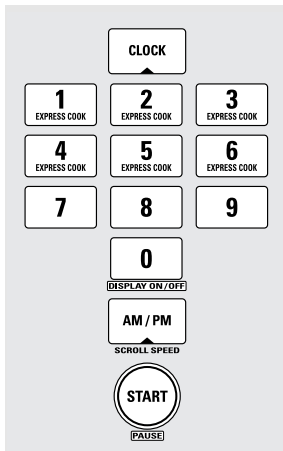 CLOCK
1 2 3
EXPRESS COOK EXPRESS COOK EXPRESS COOK
4 5 6
EXPRESS COOK EXPRESS COOK EXPRESS COOK
7 8 9
0
DISPLAY ON/OFF
AM / PM
SCROLL SPEED
START
PAUSE